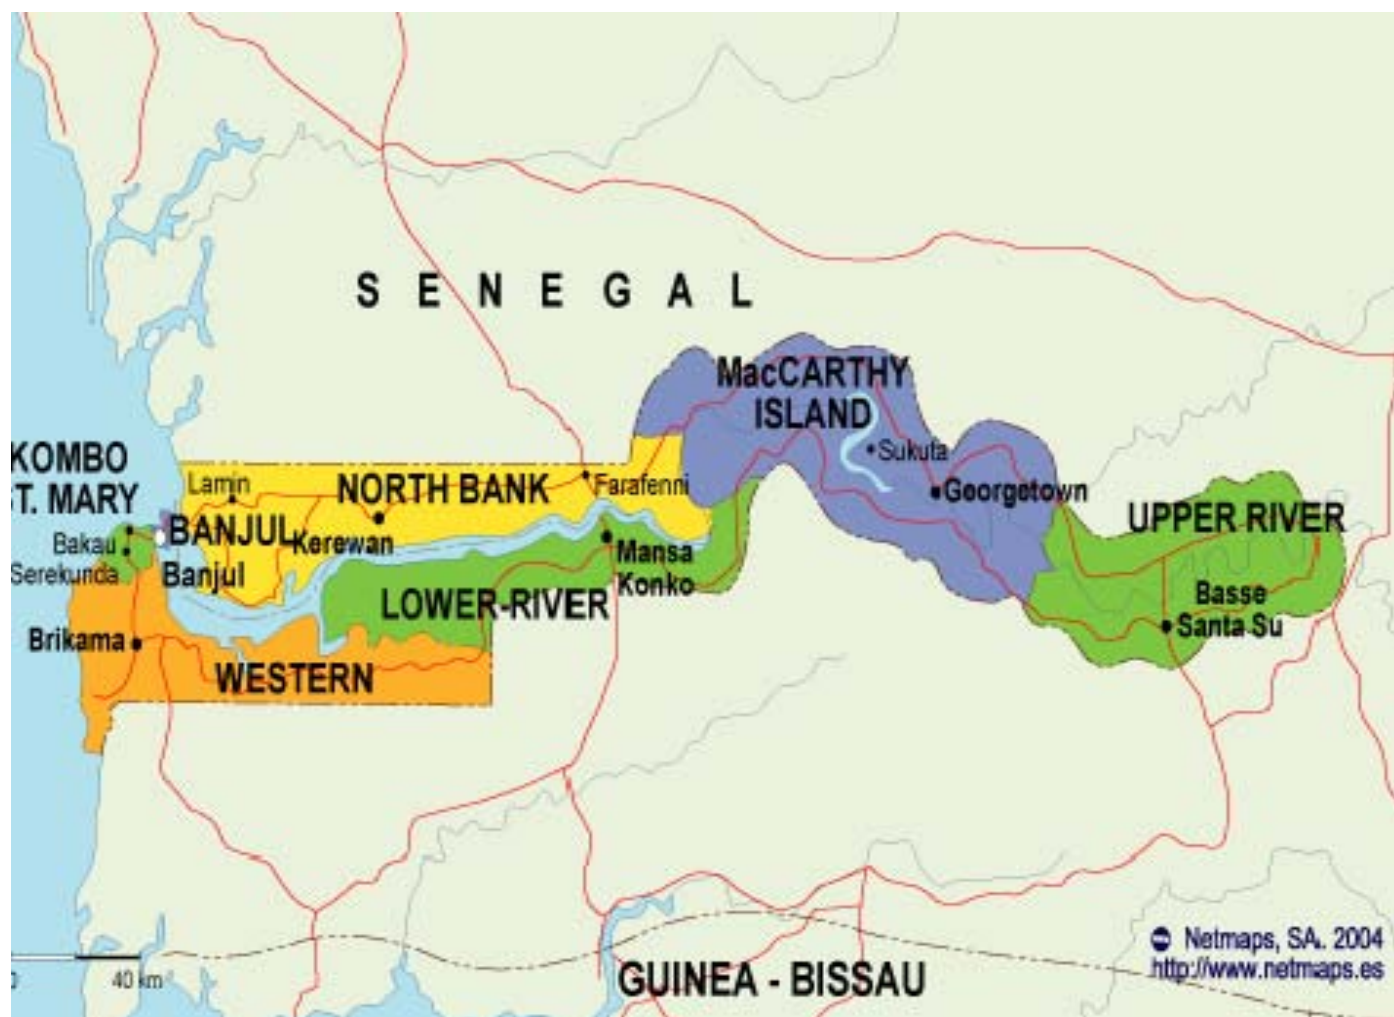 S E N E G A L
MacCARTHY
ISLAND
Sukuta
Georgetown
KOMBO
T. MARY
Lamin
NORTH BANK
Farafenni
UPPER RIVER
BANJUL
Bakau
Kerewan
Mansa
Konko
Serekunda
Banjul
LOWER-RIVER
Basse
Santa Su
Brikama
WESTERN
Netmaps, SA. 2004
http://www.netmaps.es
0
40 km
GUINEA - BISSAU